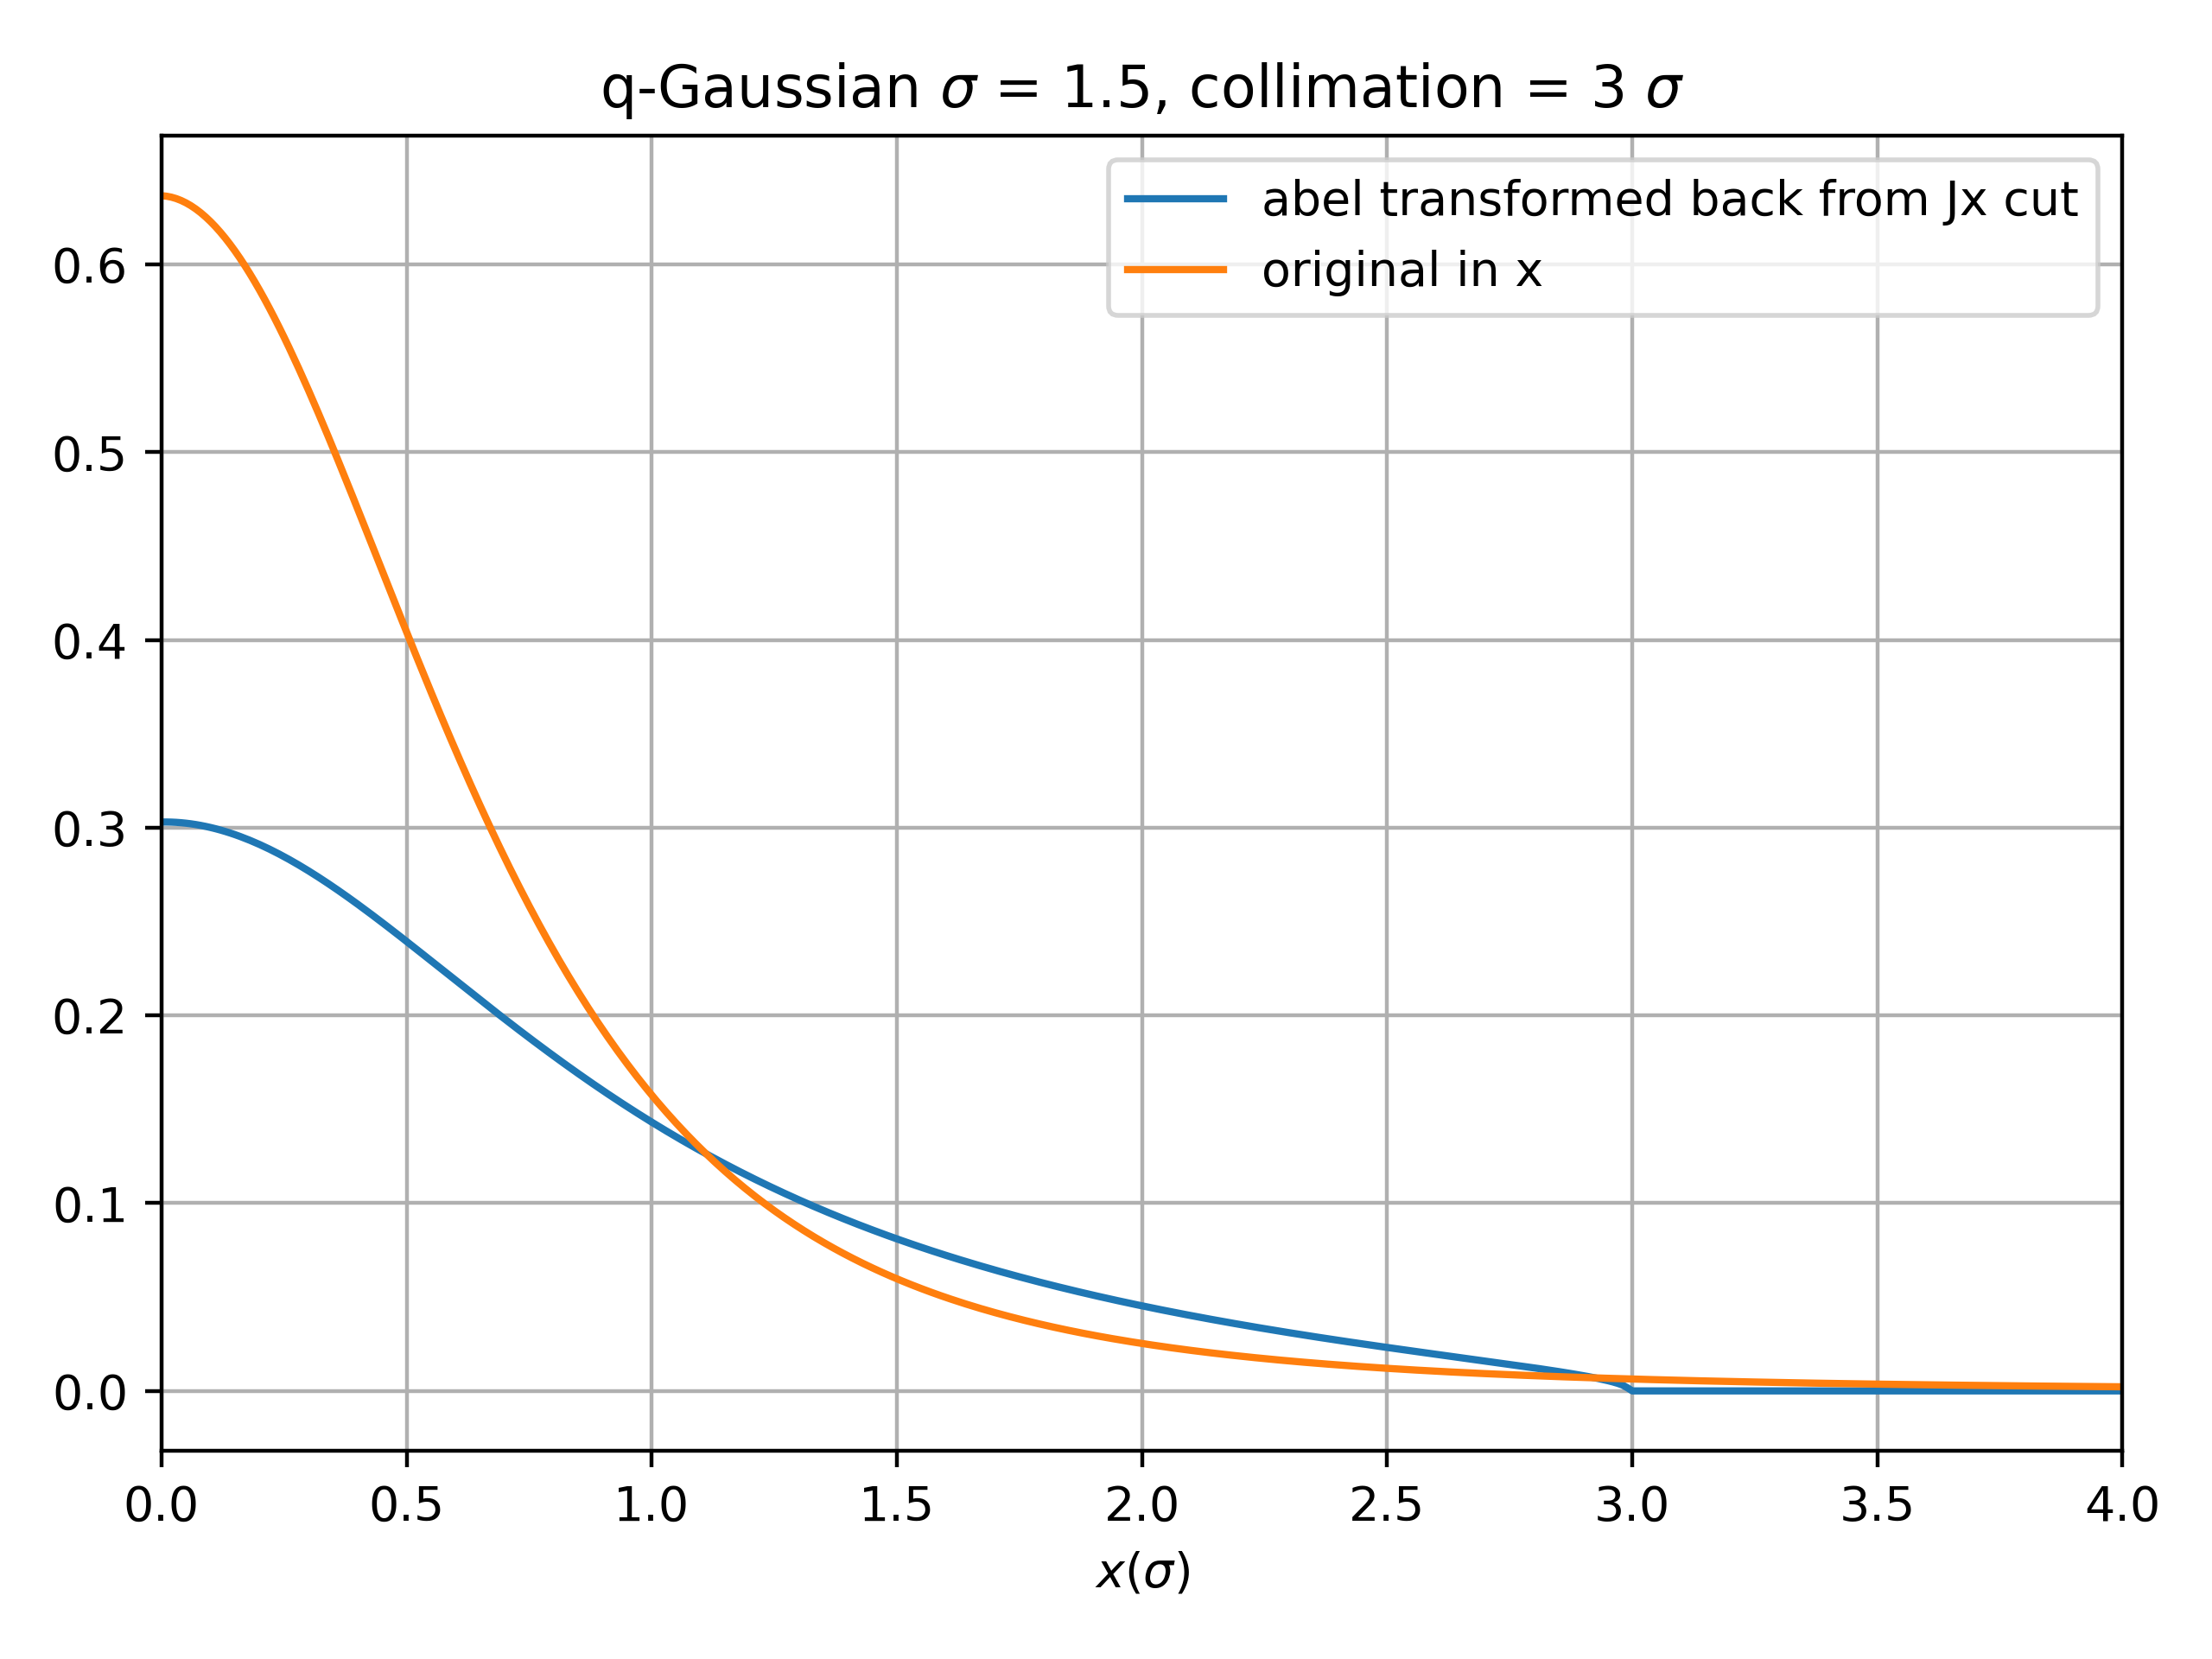 q-Gaussian σ = 1.5, collimation = 3 σ
abel transformed back from Jx cut
original in x
0.6
0.5
0.4
0.3
0.2
0.1
0.0
0.0 0.5 1.0 1.5 2.0 2.5 3.0 3.5 4.0
x(σ)